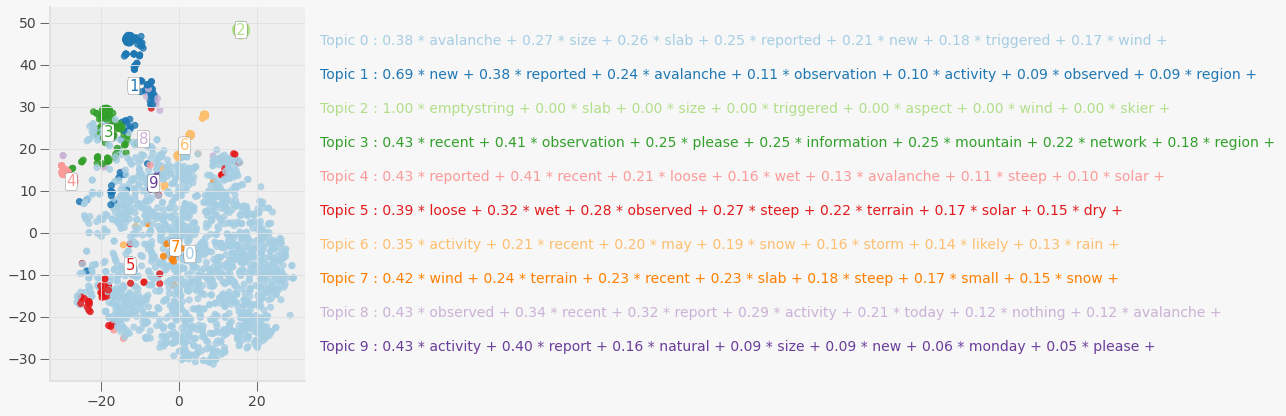 50
40
30
20
10
0
−10
−20
−30
−20
0
20
2
1
3
8
6
4
9
7
0
5
Topic 0 : 0.38 * avalanche + 0.27 * size + 0.26 * slab + 0.25 * reported + 0.21 * new + 0.18 * triggered + 0.17 * wind +
Topic 1 : 0.69 * new + 0.38 * reported + 0.24 * avalanche + 0.11 * observation + 0.10 * activity + 0.09 * observed + 0.09 * region +
Topic 2 : 1.00 * emptystring + 0.00 * slab + 0.00 * size + 0.00 * triggered + 0.00 * aspect + 0.00 * wind + 0.00 * skier +
Topic 3 : 0.43 * recent + 0.41 * observation + 0.25 * please + 0.25 * information + 0.25 * mountain + 0.22 * network + 0.18 * region +
Topic 4 : 0.43 * reported + 0.41 * recent + 0.21 * loose + 0.16 * wet + 0.13 * avalanche + 0.11 * steep + 0.10 * solar +
Topic 5 : 0.39 * loose + 0.32 * wet + 0.28 * observed + 0.27 * steep + 0.22 * terrain + 0.17 * solar + 0.15 * dry +
Topic 6 : 0.35 * activity + 0.21 * recent + 0.20 * may + 0.19 * snow + 0.16 * storm + 0.14 * likely + 0.13 * rain +
Topic 7 : 0.42 * wind + 0.24 * terrain + 0.23 * recent + 0.23 * slab + 0.18 * steep + 0.17 * small + 0.15 * snow +
Topic 8 : 0.43 * observed + 0.34 * recent + 0.32 * report + 0.29 * activity + 0.21 * today + 0.12 * nothing + 0.12 * avalanche +
Topic 9 : 0.43 * activity + 0.40 * report + 0.16 * natural + 0.09 * size + 0.09 * new + 0.06 * monday + 0.05 * please +